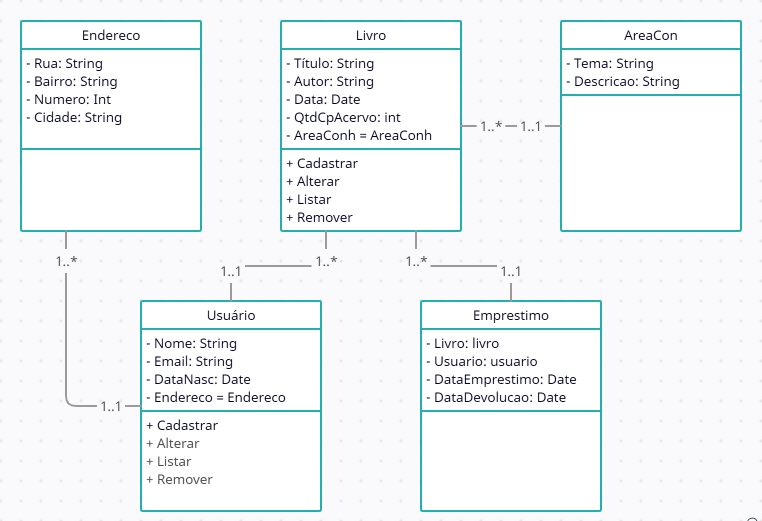 Endereco
- Rua: String
- Bairro: String
- Numero: Int
- Cidade: String
Livro
- Título: String
- Autor: String
- Data: Date
- QtdCpAcervo: int
- AreaConh = AreaConh
+ Cadastrar
+ Alterar
+ Listar
+ Remover
AreaCon
- Tema: String
- Descricao: String
1..*
1..1
1..*
1..1
1..*
1..1
1..*
1..1
Usuário
- Nome: String
- Email: String
- DataNasc: Date
- Endereco = Endereco
+ Cadastrar
+ Alterar
+ Listar
+ Remover
Emprestimo
- Livro: livro
- Usuario: usuario
- DataEmprestimo: Date
- DataDevolucao: Date